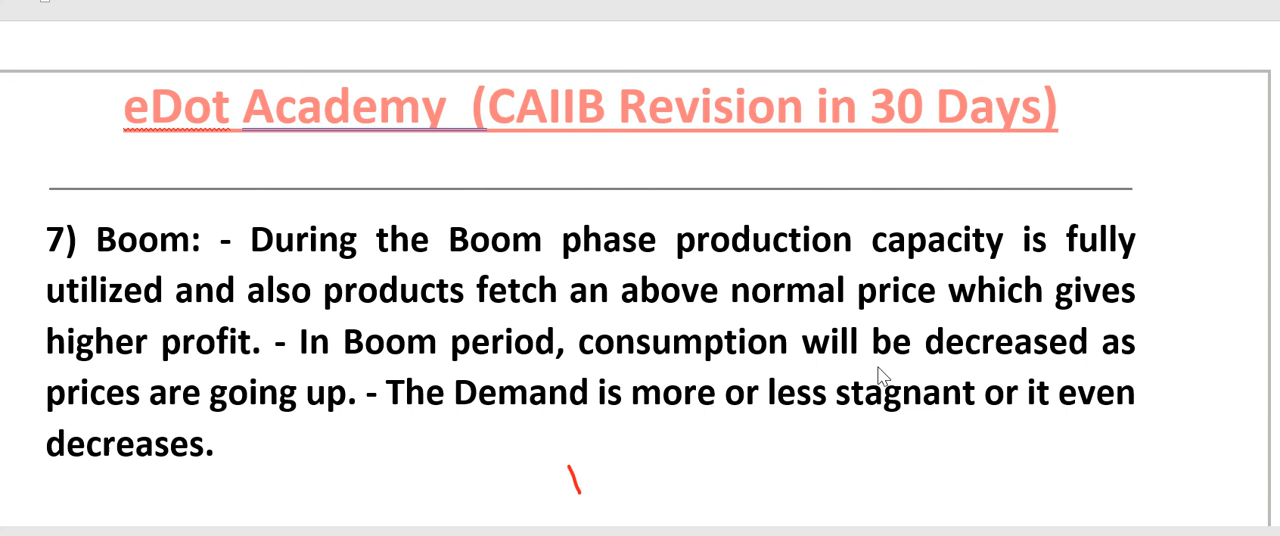 eDot Academy (CAIIB Revision in 30 Days)
7) Boom: - During the Boom phase production capacity is fully
utilized and also products fetch an above normal price which gives
higher profit. - In Boom period, consumption will be decreased as
prices are going up. - The Demand is more or less stagnant or it even
decreases.